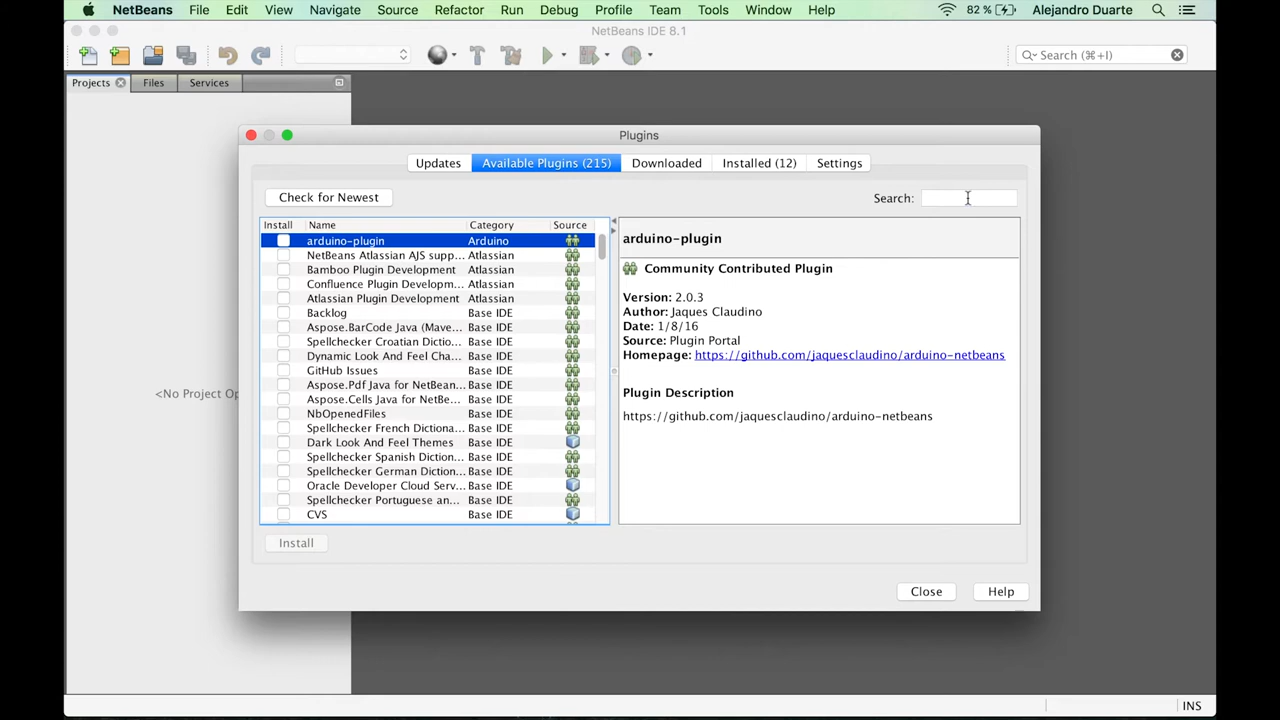 NetBeans File Edit View Navigate Source Refactor Run Debug Profile Team Tools Window Help 82 % Alejandro Duarte
NetBeans IDE 8.1
Search (⌘+I)
Projects Files Services
Plugins
Updates Available Plugins (215) Downloaded Installed (12) Settings
Check for Newest Search:
Install Name Category Source
arduino-plugin Arduino
NetBeans Atlassian AJS supp... Atlassian
Bamboo Plugin Development Atlassian
Confluence Plugin Developm... Atlassian
Atlassian Plugin Development Atlassian
Backlog Base IDE
Aspose.BarCode Java (Mave... Base IDE
Spellchecker Croatian Dictio... Base IDE
Dynamic Look And Feel Cha... Base IDE
GitHub Issues Base IDE
Aspose.Pdf Java for NetBean... Base IDE
Aspose.Cells Java for NetBe... Base IDE
NbOpenedFiles Base IDE
Spellchecker French Dictiona... Base IDE
Dark Look And Feel Themes Base IDE
Spellchecker Spanish Diction... Base IDE
Spellchecker German Diction... Base IDE
Oracle Developer Cloud Serv... Base IDE
Spellchecker Portuguese an... Base IDE
CVS Base IDE
arduino-plugin
Community Contributed Plugin
Version: 2.0.3
Author: Jaques Claudino
Date: 1/8/16
Source: Plugin Portal
Homepage: https://github.com/jaquesclaudino/arduino-netbeans
Plugin Description
https://github.com/jaquesclaudino/arduino-netbeans
<No Project Op
Install
Close Help
INS